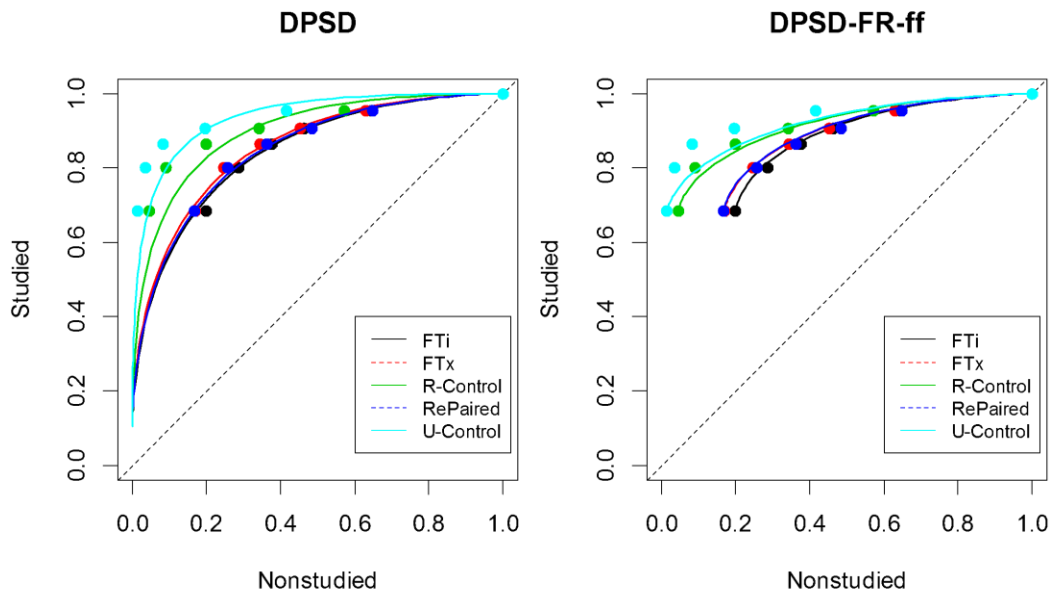 DPSD
Studied
1.0
0.8
0.6
0.4
0.2
0.0
FTi
FTx
R-Control
RePaired
U-Control
0.0 0.2 0.4 0.6 0.8 1.0
Nonstudied
DPSD-FR-ff
Studied
1.0
0.8
0.6
0.4
0.2
0.0
FTi
FTx
R-Control
RePaired
U-Control
0.0 0.2 0.4 0.6 0.8 1.0
Nonstudied